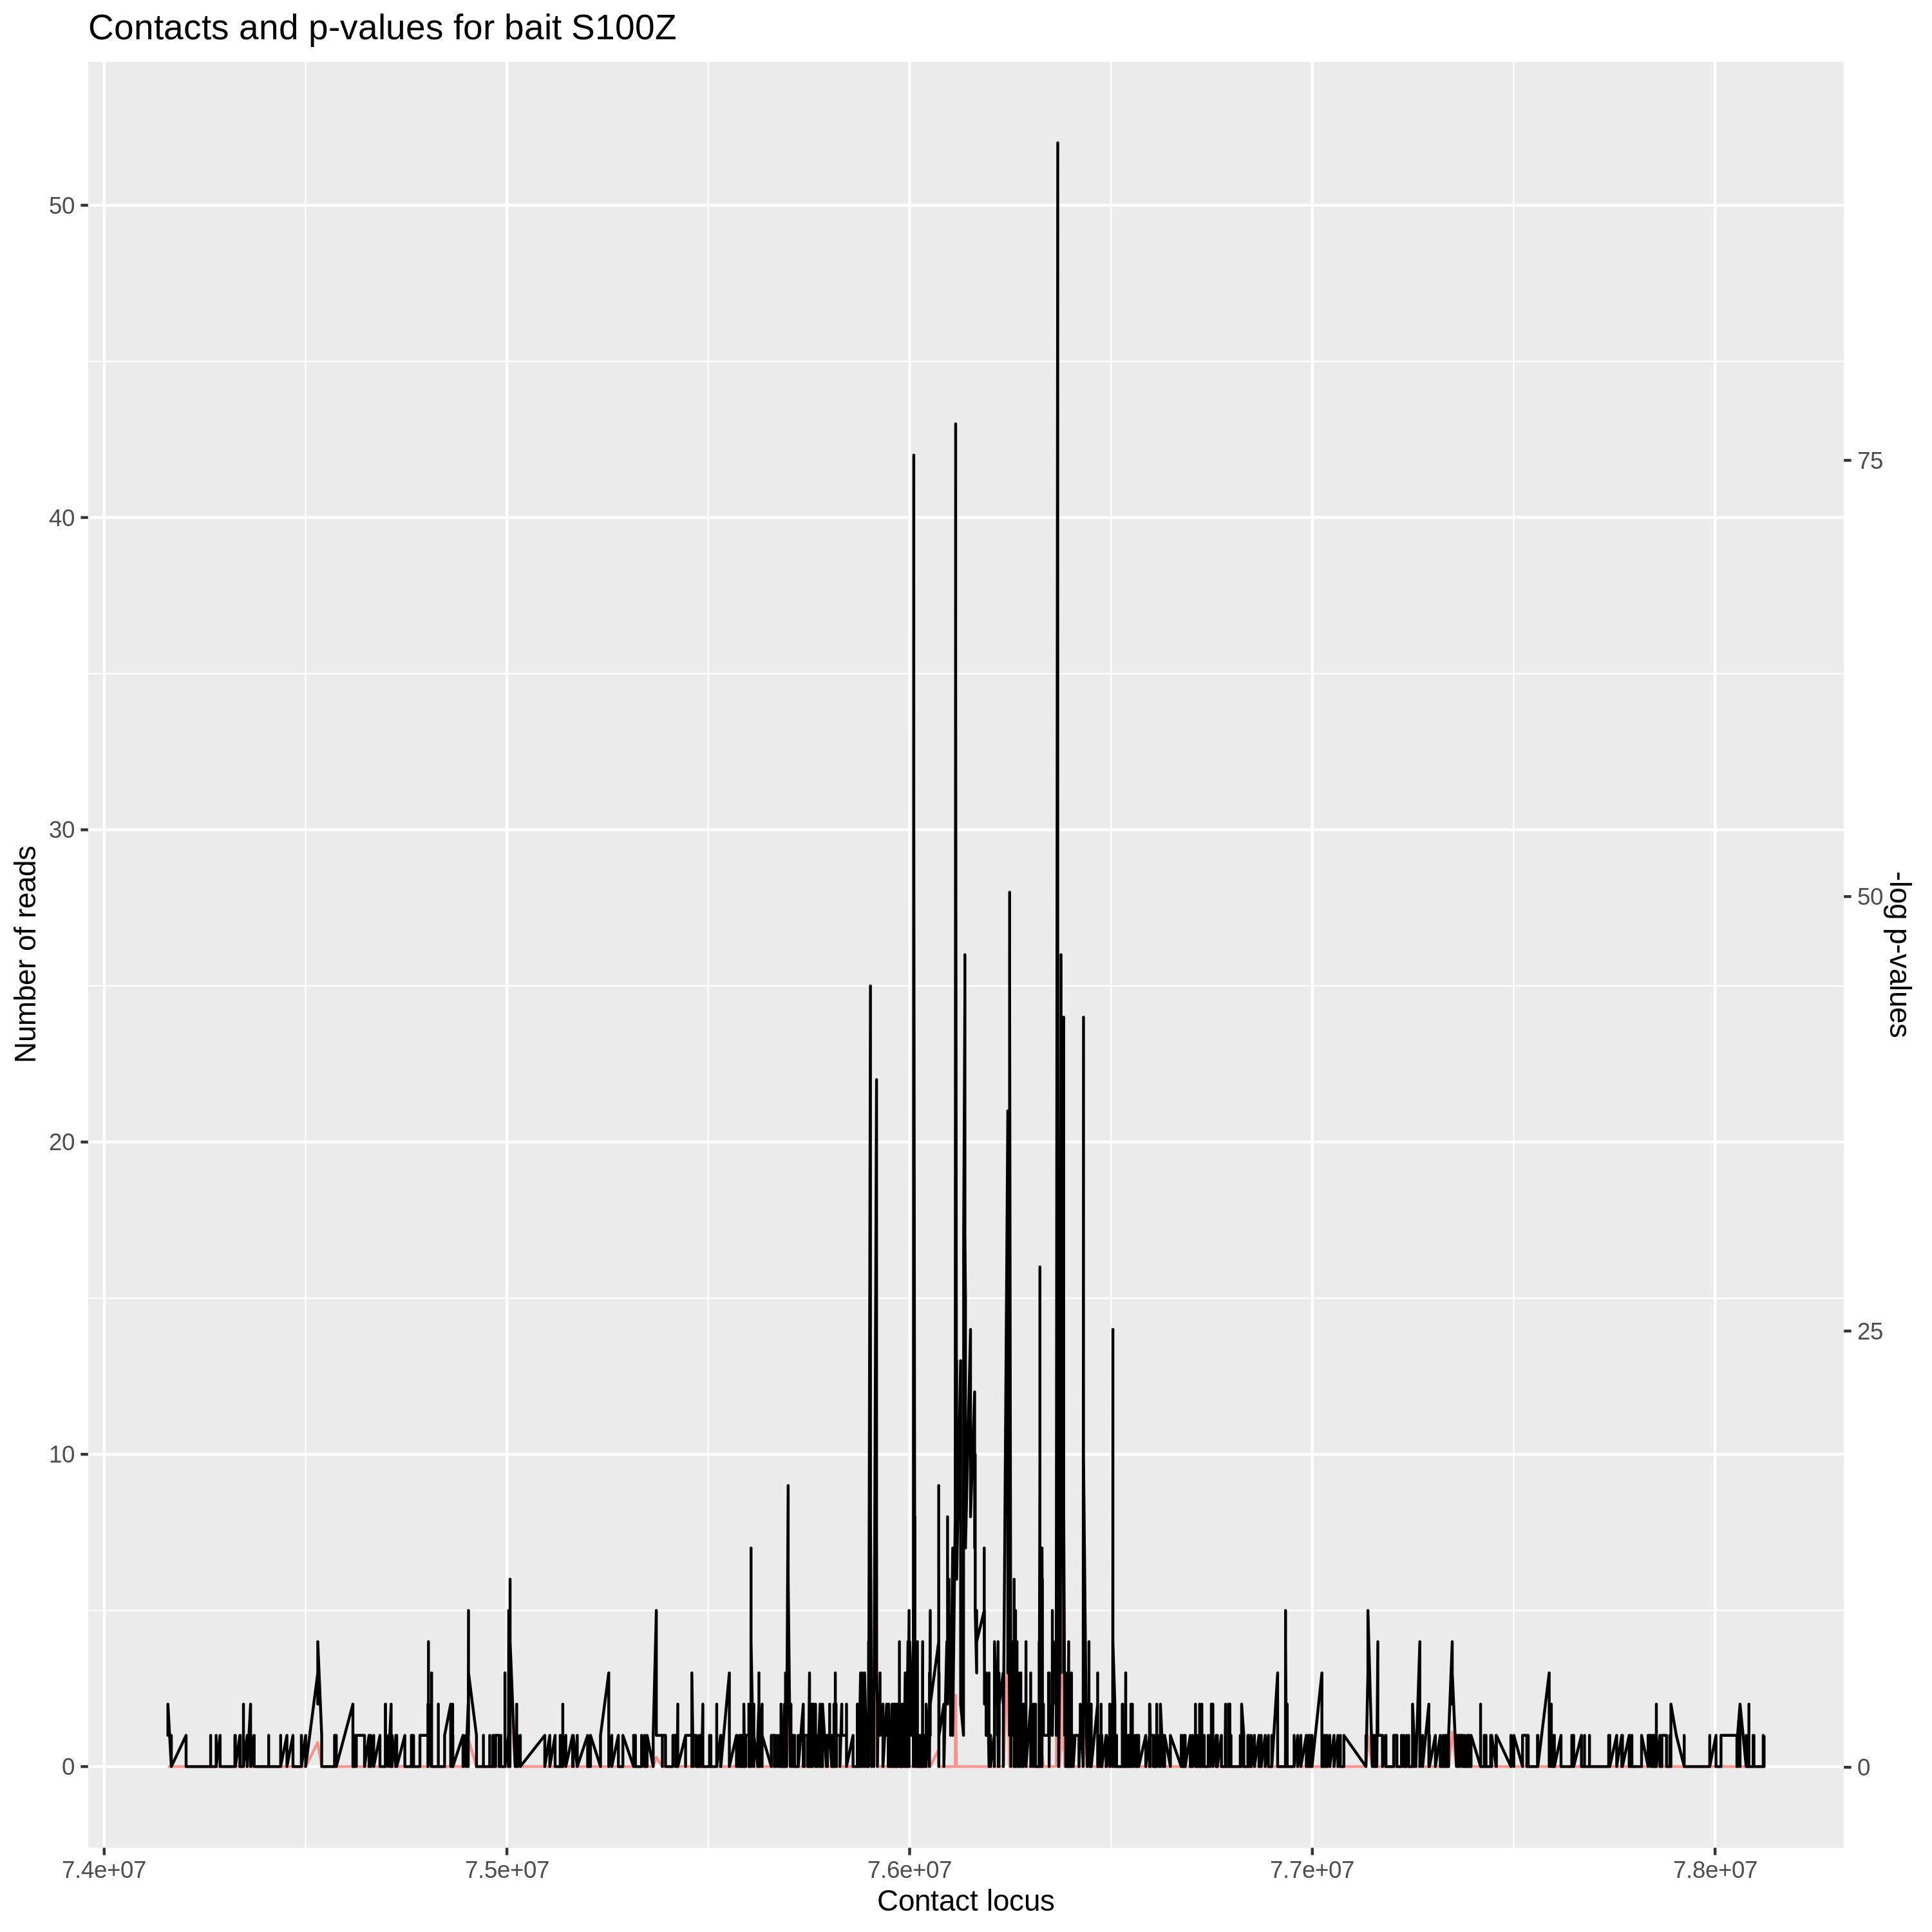 Contacts and p-values for bait S100Z
50
40
30
20
10
0
Number of reads
75
50
25
0
-log p-values
7.4e+07 7.5e+07 7.6e+07 7.7e+07 7.8e+07
Contact locus